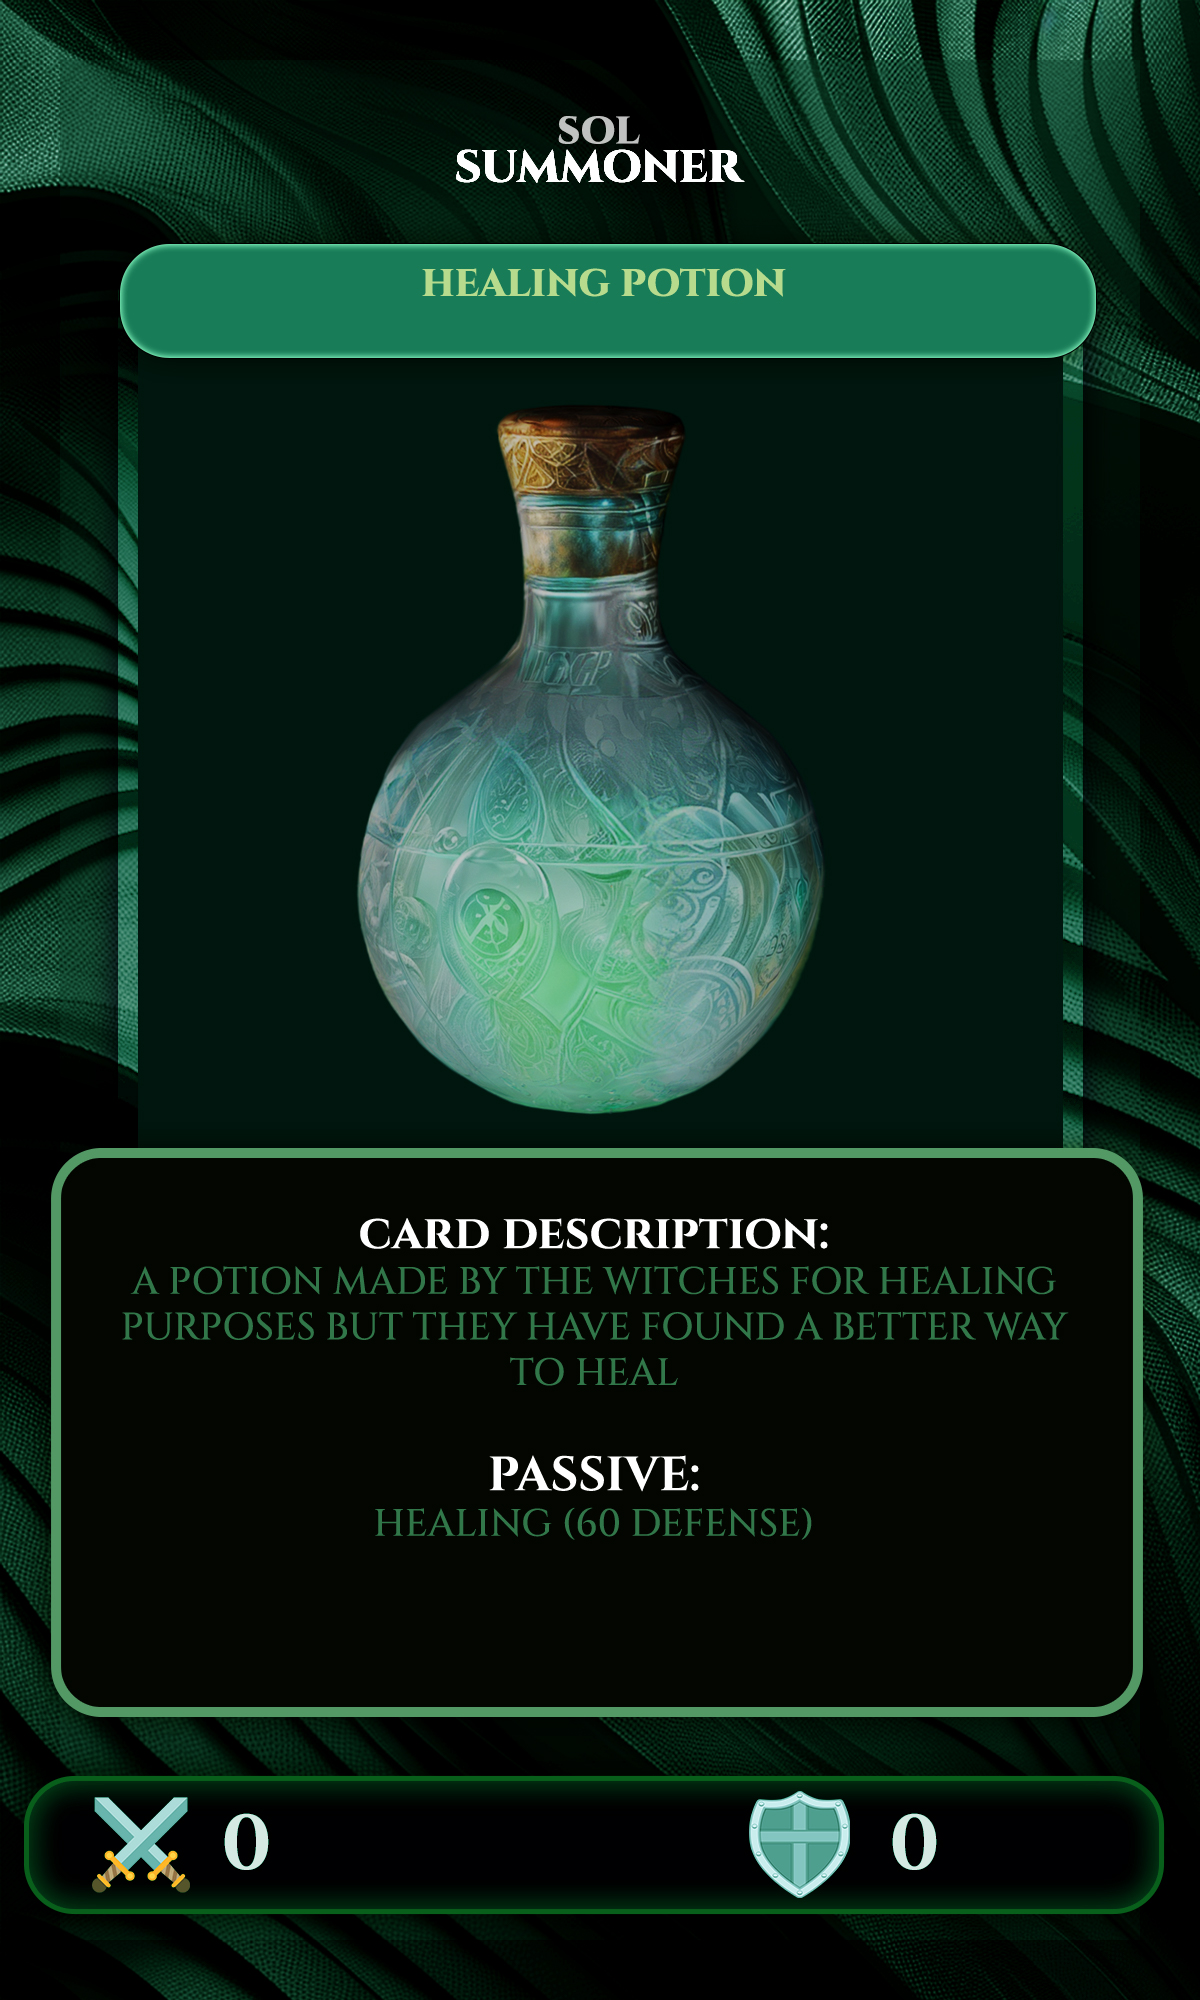 SOL
SUMMONER
HEALING POTION
CARD DESCRIPTION:
A POTION MADE BY THE WITCHES FOR HEALING
PURPOSES BUT THEY HAVE FOUND A BETTER WAY
TO HEAL
PASSIVE:
HEALING (60 DEFENSE)
0
0